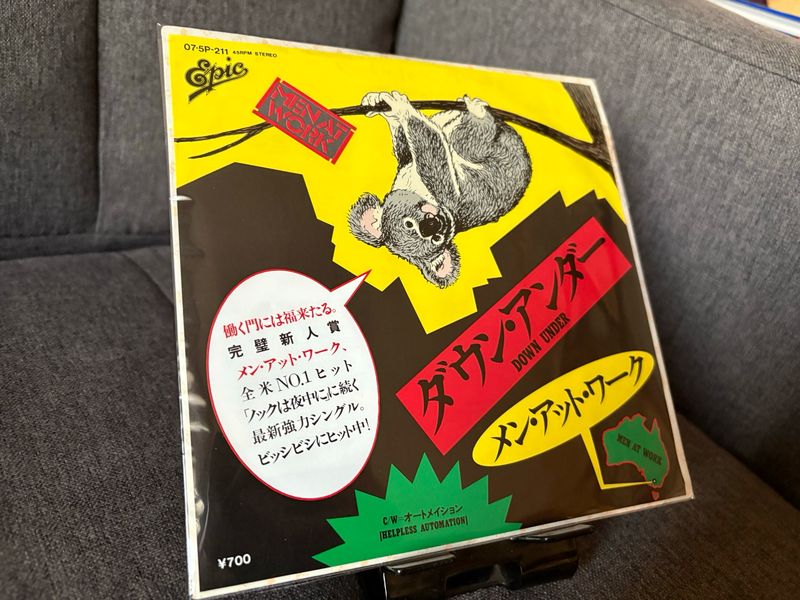 07·5P-211 45RPM STEREO
Epic
MEN AT
WORK
働く門には福来たる。
完璧新人賞
メン・アット・ワーク、
全米NO.1ヒット
「ノックは夜中に」に続く
最新強力シングル。
ビッシビシにヒット中!
ダウン・アンダー
DOWN UNDER
メン・アット・ワーク
MEN AT WORK
C/W=オートメイション
[HELPLESS AUTOMATION]
¥700